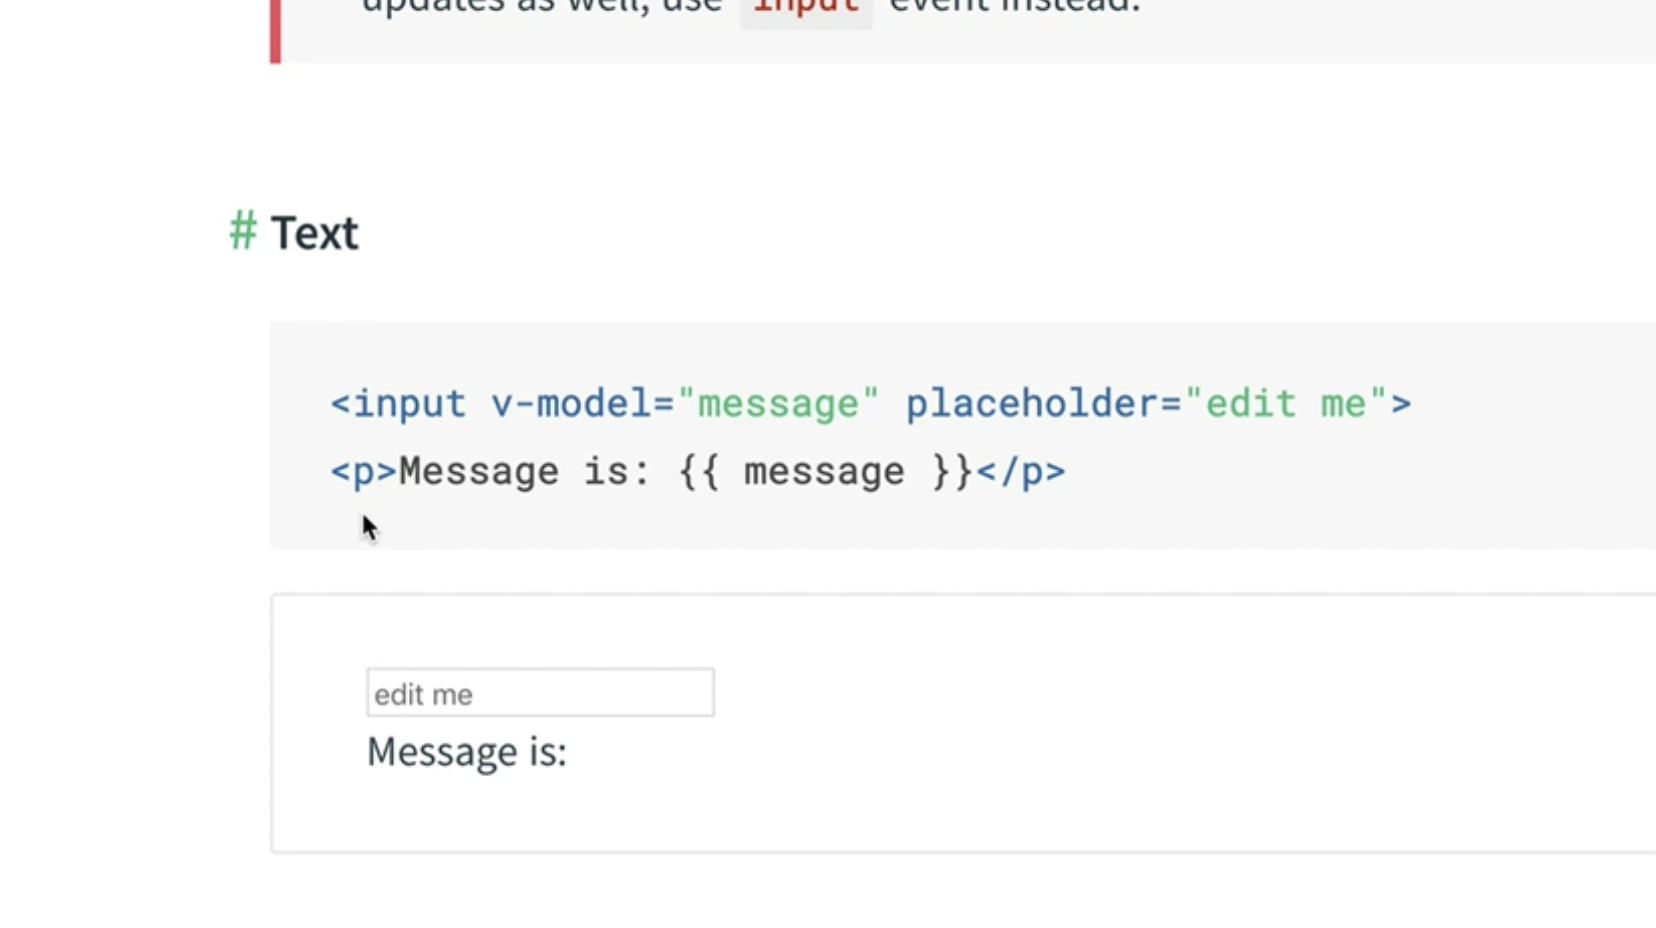 updates as well, use input event instead.
# Text
<input v-model="message" placeholder="edit me">
<p>Message is: {{ message }}</p>
edit me
Message is: